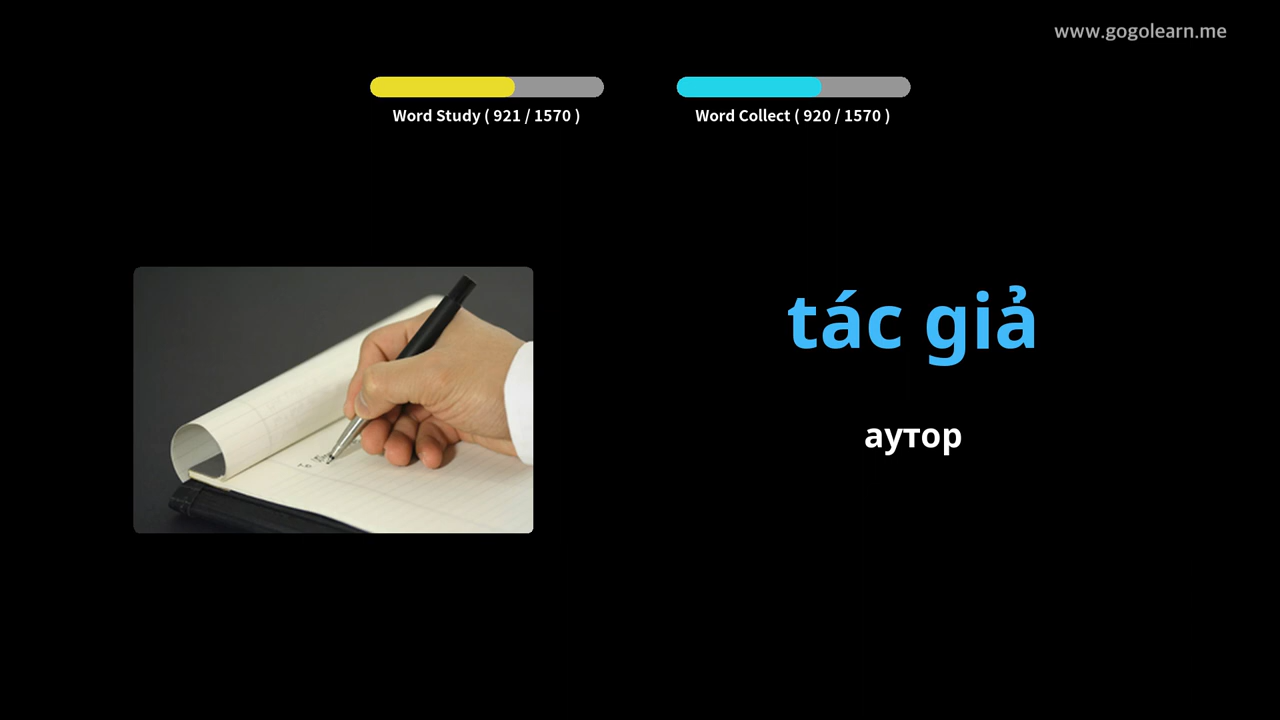 www.gogolearn.me
Word Study ( 921 / 1570 )
Word Collect ( 920 / 1570 )
tác giả
аутор